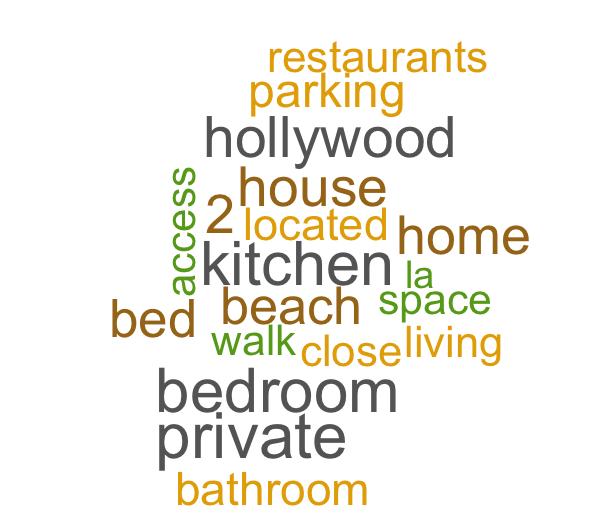 restaurants
parking
hollywood
access
house
2 located
home
kitchen
la
space
bed
beach
walk
close
living
bedroom
private
bathroom